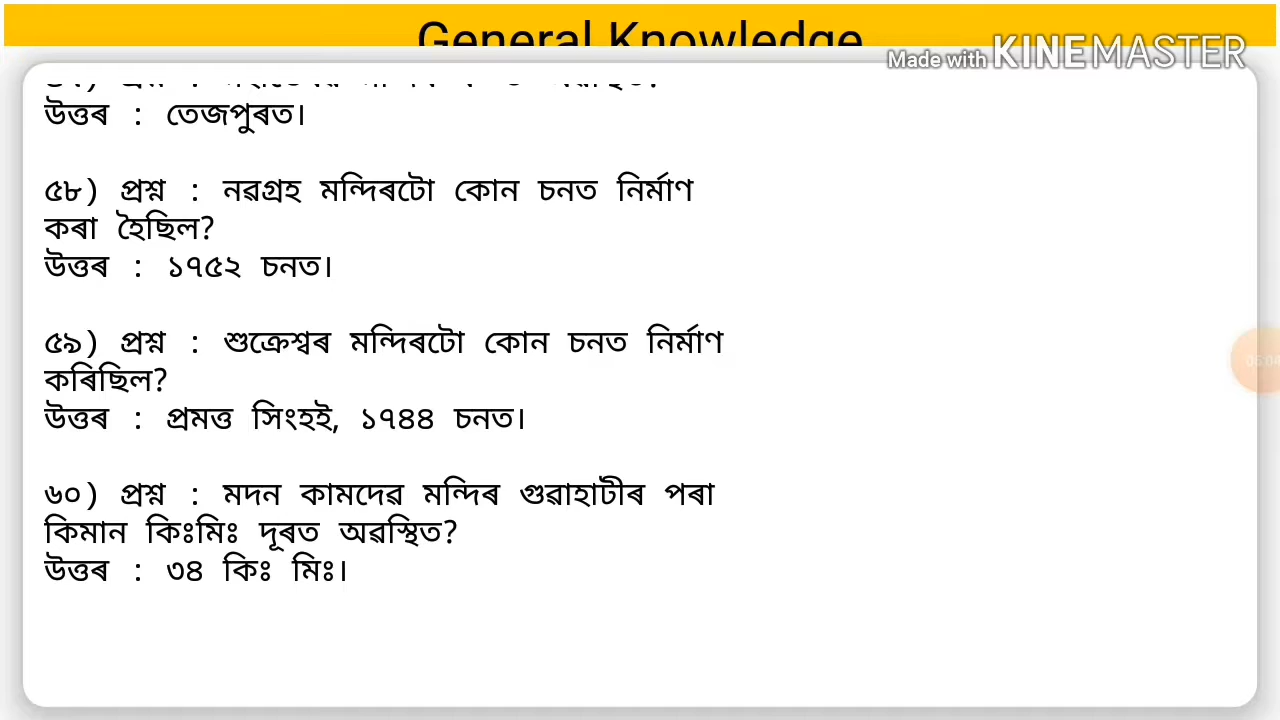 General Knowledge
Made with KINEMASTER
উত্তৰ : তেজপুৰত।
৫৮) প্ৰশ্ন : নৱগ্ৰহ মন্দিৰটো কোন চনত নিৰ্মাণ
কৰা হৈছিল?
উত্তৰ : ১৭৫২ চনত।
৫৯) প্ৰশ্ন : শুক্ৰেশ্বৰ মন্দিৰটো কোন চনত নিৰ্মাণ
কৰিছিল?
উত্তৰ : প্ৰমত্ত সিংহই, ১৭৪৪ চনত।
৬০) প্ৰশ্ন : মদন কামদেৱ মন্দিৰ গুৱাহাটীৰ পৰা
কিমান কিঃমিঃ দূৰত অৱস্থিত?
উত্তৰ : ৩৪ কিঃ মিঃ।